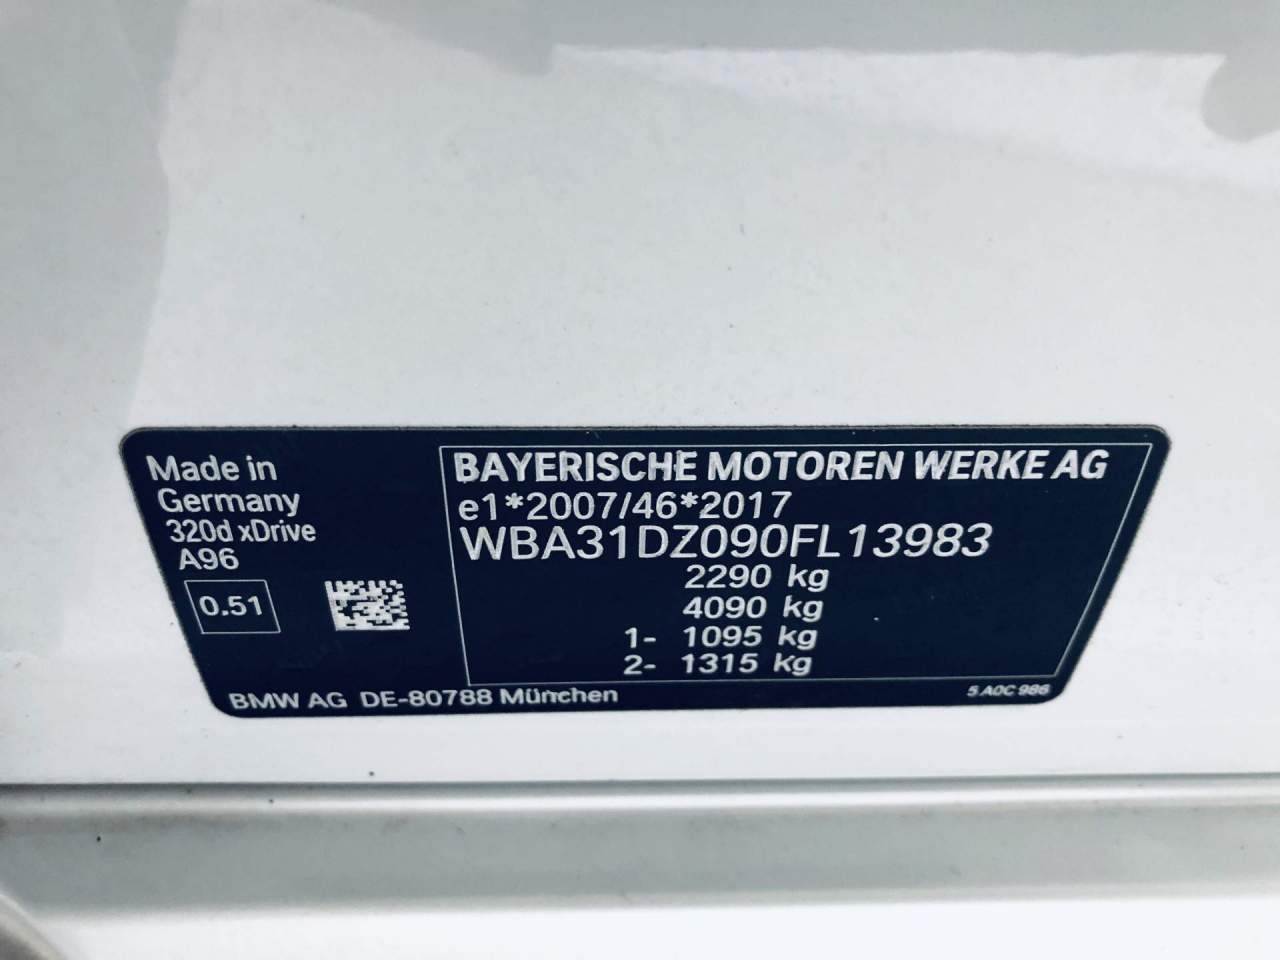 Made in
Germany
320d xDrive
A96
0.51
BAYERISCHE MOTOREN WERKE AG
e1*2007/46*2017
WBA31DZ090FL13983
2290 kg
4090 kg
1- 1095 kg
2- 1315 kg
BMW AG DE-80788 München
5 A0C 986